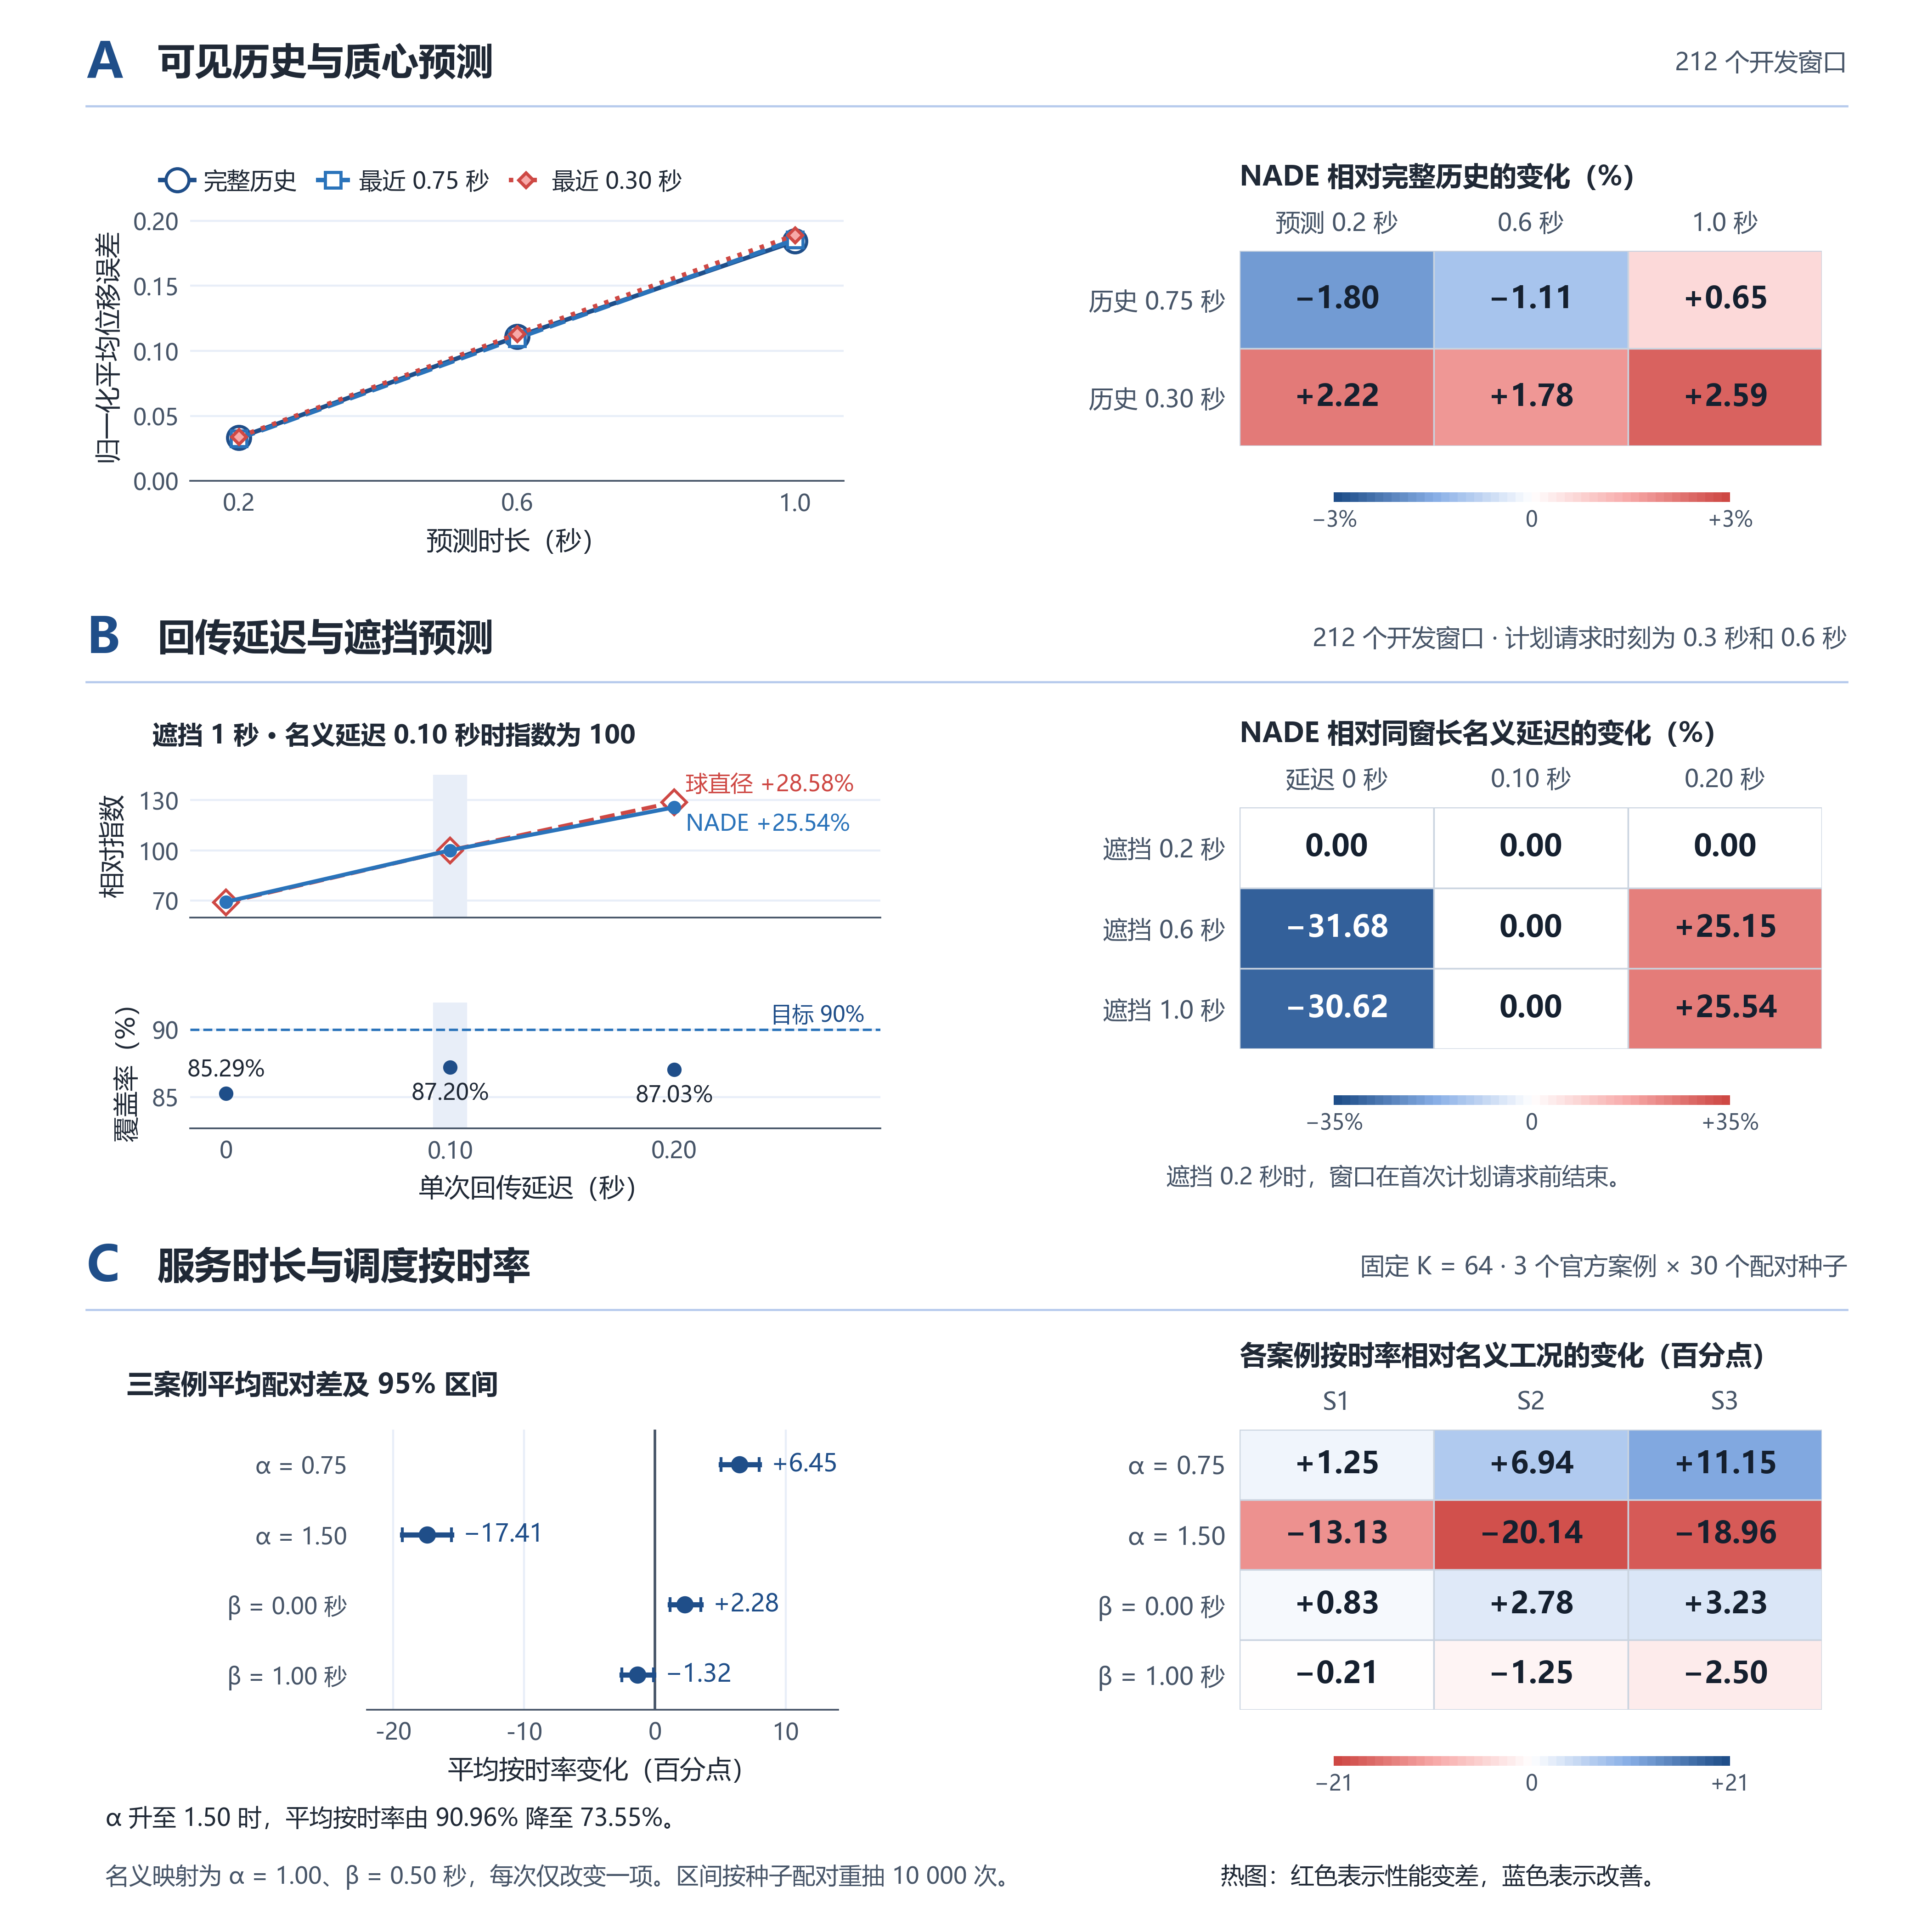 A 可见历史与质心预测
212 个开发窗口
完整历史 最近 0.75 秒 最近 0.30 秒
归一化平均位移误差
0.20
0.15
0.10
0.05
0.00
0.2 0.6 1.0
预测时长（秒）
NADE 相对完整历史的变化（%）
预测 0.2 秒 0.6 秒 1.0 秒
历史 0.75 秒 −1.80 −1.11 +0.65
历史 0.30 秒 +2.22 +1.78 +2.59
−3% 0 +3%
B 回传延迟与遮挡预测
212 个开发窗口 · 计划请求时刻为 0.3 秒和 0.6 秒
遮挡 1 秒 · 名义延迟 0.10 秒时指数为 100
相对指数
130
100
70
球直径 +28.58%
NADE +25.54%
覆盖率（%）
90
85
目标 90%
85.29%
87.20%
87.03%
0 0.10 0.20
单次回传延迟（秒）
NADE 相对同窗长名义延迟的变化（%）
延迟 0 秒 0.10 秒 0.20 秒
遮挡 0.2 秒 0.00 0.00 0.00
遮挡 0.6 秒 −31.68 0.00 +25.15
遮挡 1.0 秒 −30.62 0.00 +25.54
−35% 0 +35%
遮挡 0.2 秒时，窗口在首次计划请求前结束。
C 服务时长与调度按时率
固定 K = 64 · 3 个官方案例 × 30 个配对种子
三案例平均配对差及 95% 区间
α = 0.75 +6.45
α = 1.50 −17.41
β = 0.00 秒 +2.28
β = 1.00 秒 −1.32
-20 -10 0 10
平均按时率变化（百分点）
各案例按时率相对名义工况的变化（百分点）
S1 S2 S3
α = 0.75 +1.25 +6.94 +11.15
α = 1.50 −13.13 −20.14 −18.96
β = 0.00 秒 +0.83 +2.78 +3.23
β = 1.00 秒 −0.21 −1.25 −2.50
−21 0 +21
α 升至 1.50 时，平均按时率由 90.96% 降至 73.55%。
名义映射为 α = 1.00、β = 0.50 秒，每次仅改变一项。区间按种子配对重抽 10 000 次。
热图：红色表示性能变差，蓝色表示改善。